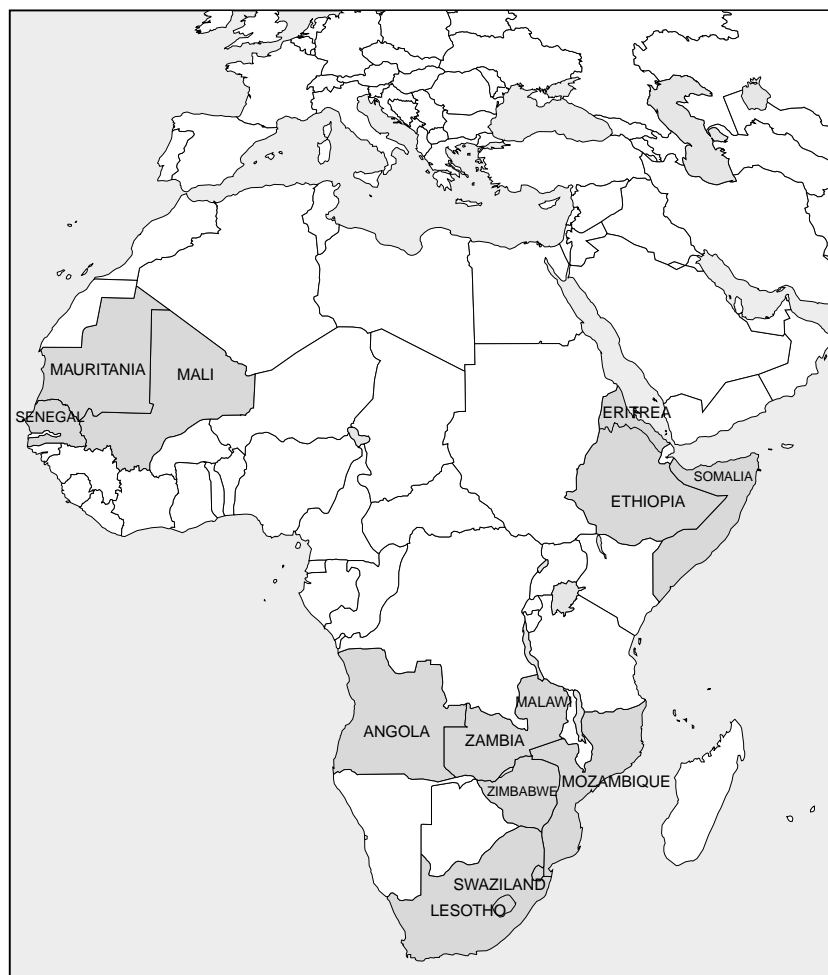 MAURITANIA
MALI
SENEGAL
ERITREA
SOMALIA
ETHIOPIA
MALAWI
ANGOLA
ZAMBIA
MOZAMBIQUE
ZIMBABWE
SWAZILAND
LESOTHO